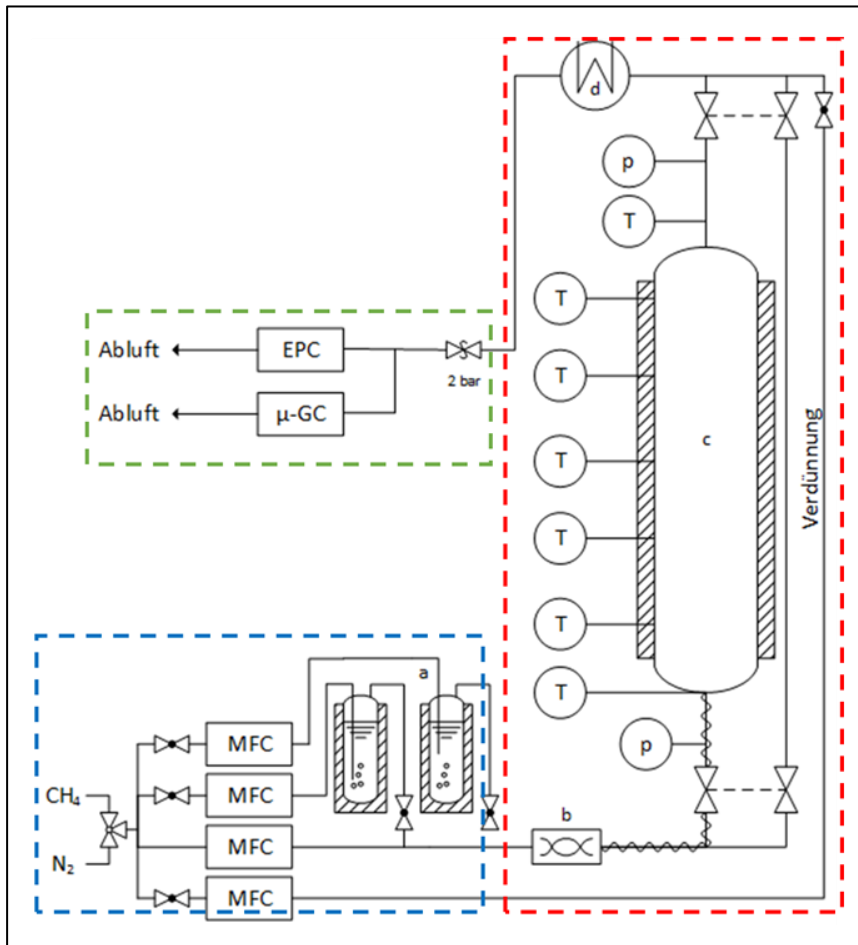 d
p
T
T
T
T
T
T
T
p
c
Verdünnung
Abluft
EPC
2 bar
Abluft
μ-GC
a
MFC
MFC
MFC
MFC
CH₄
N₂
b